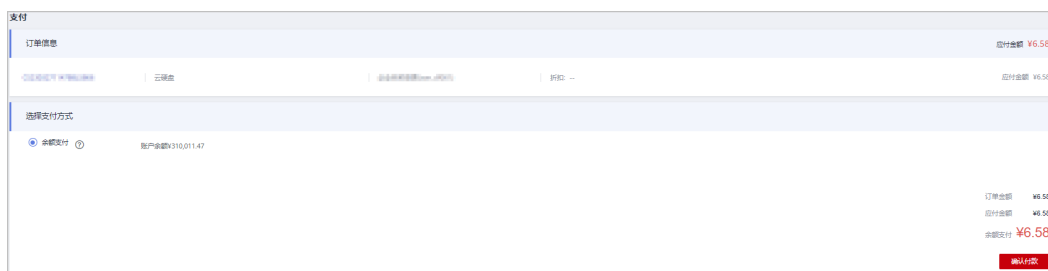 支付
订单信息 应付金额 ¥6.58
云硬盘 折扣: -- 应付金额 ¥6.58
选择支付方式
余额支付 ? 账户余额¥310,011.47
订单金额 ¥6.58
应付金额 ¥6.58
余额支付 ¥6.58
确认付款